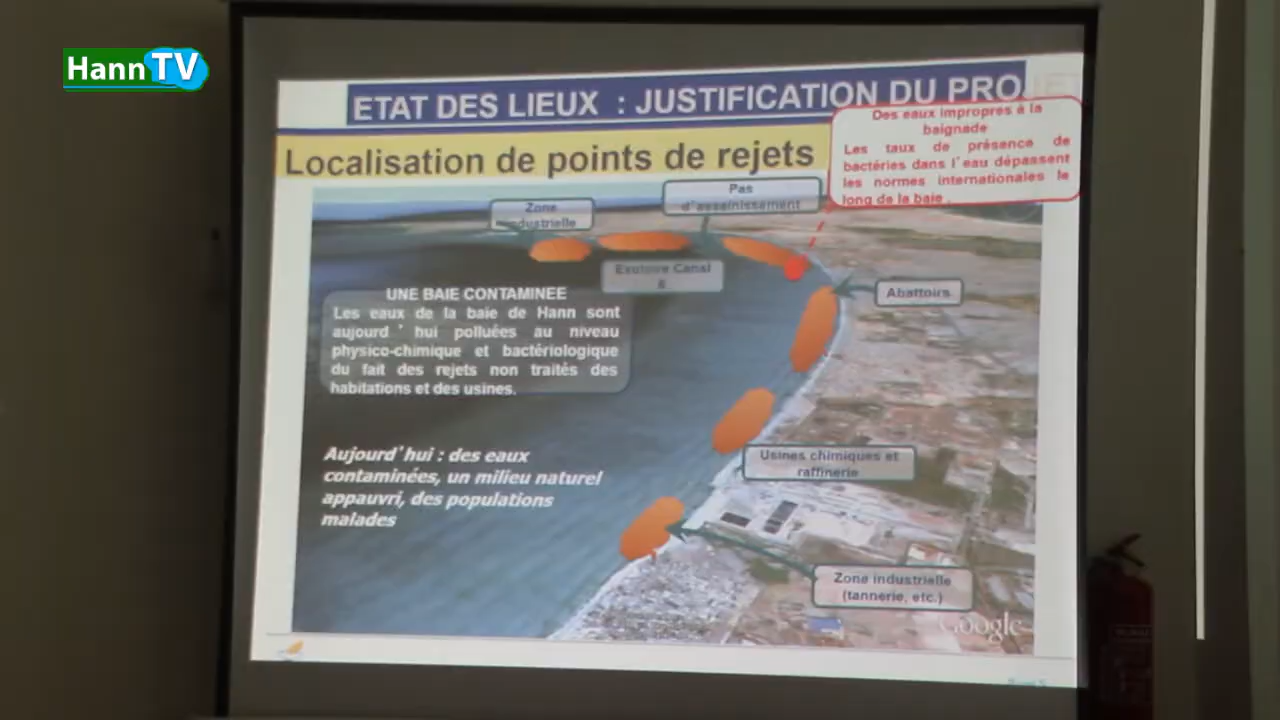 HannTV
ETAT DES LIEUX : JUSTIFICATION DU PROJET
Des eaux impropres à la
baignade
Les taux de présence de
bactéries dans l'eau dépassent
les normes internationales le
long de la baie .
Localisation de points de rejets
Pas
d'assainissement
Zone
industrielle
Exutoire Canal
6
Abattoirs
UNE BAIE CONTAMINEE
Les eaux de la baie de Hann sont
aujourd ' hui polluées au niveau
physico-chimique et bactériologique
du fait des rejets non traités des
habitations et des usines.
Aujourd'hui : des eaux
contaminées, un milieu naturel
appauvri, des populations
malades
Usines chimiques et
raffinerie
Zone industrielle
(tannerie, etc.)
Google